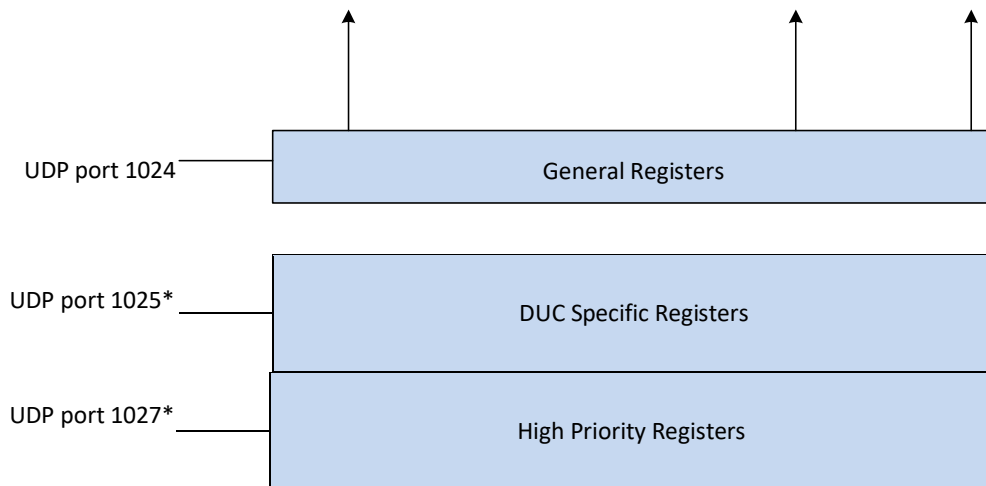 UDP port 1024
General Registers
UDP port 1025*
DUC Specific Registers
UDP port 1027*
High Priority Registers